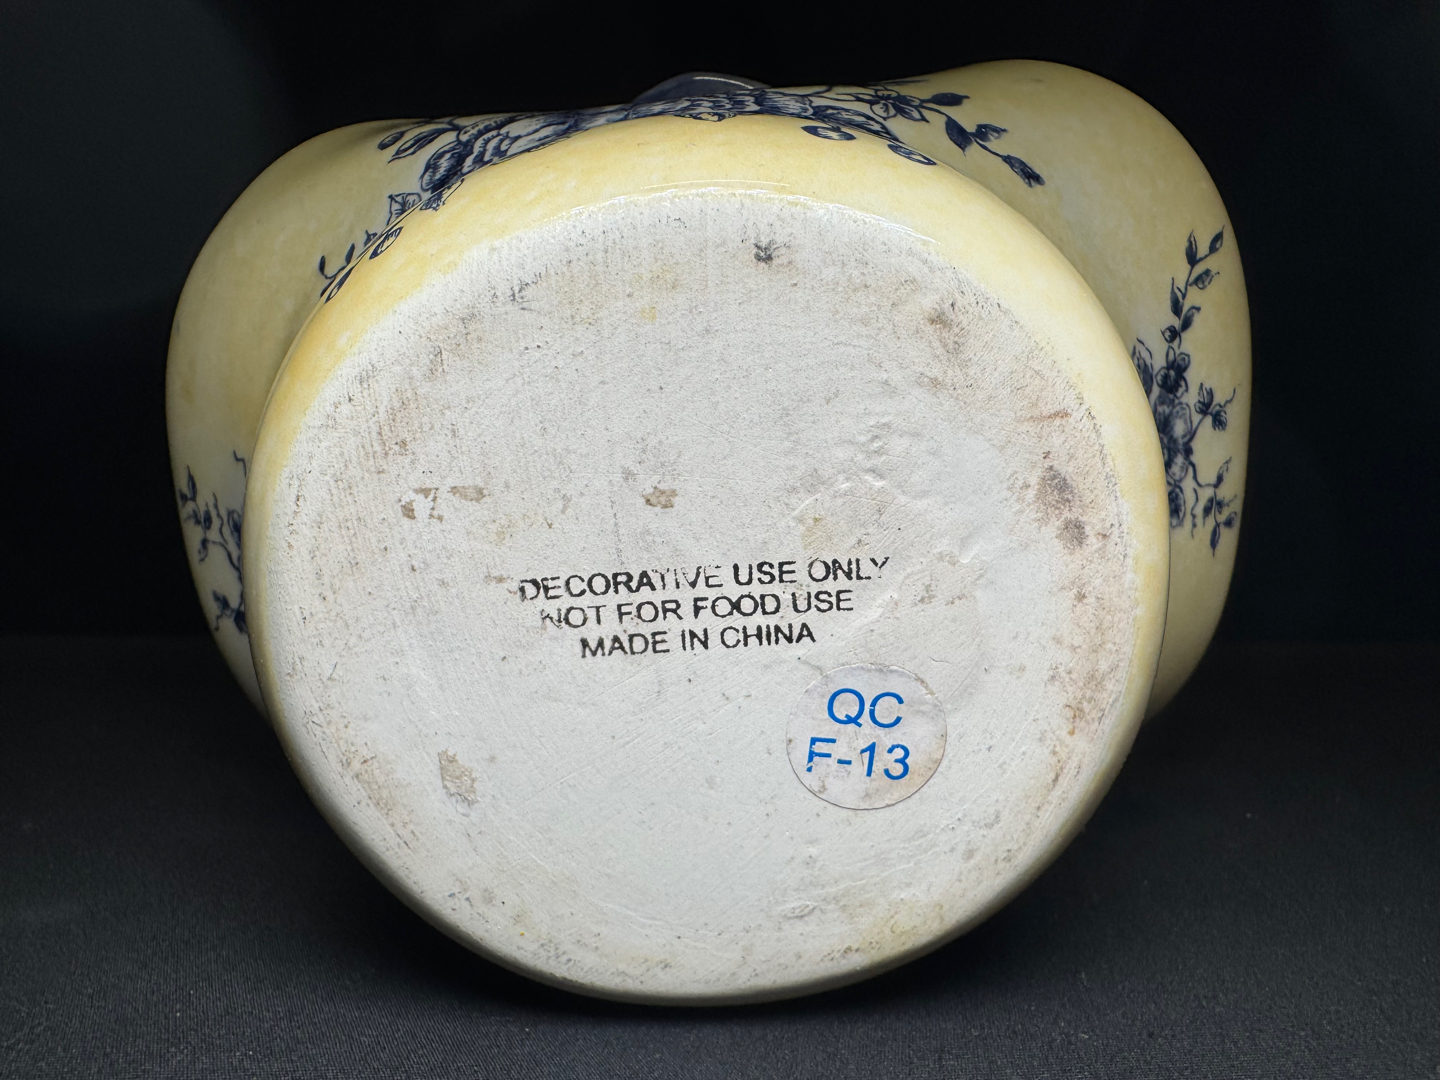 DECORATIVE USE ONLY
NOT FOR FOOD USE
MADE IN CHINA
QC
F-13